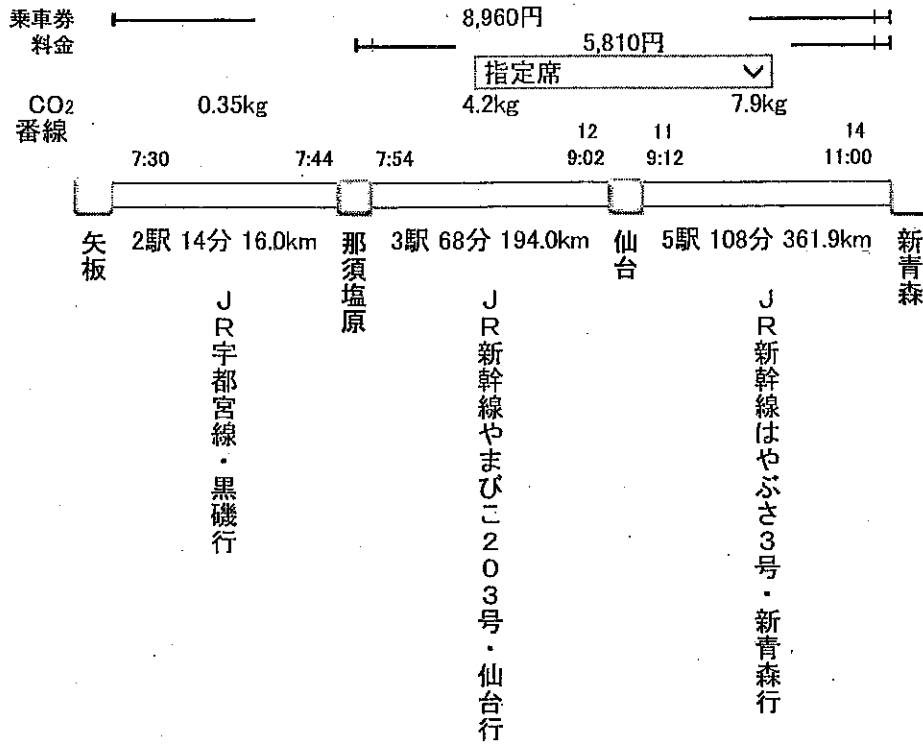 乗車券 8,960円
料金 5,810円
指定席
CO2 0.35kg 4.2kg 7.9kg
番線 12 11 14
7:30 7:44 7:54 9:02 9:12 11:00
矢板 2駅 14分 16.0km 那須塩原 3駅 68分 194.0km 仙台 5駅 108分 361.9km 新青森
JR宇都宮線・黒磯行
JR新幹線やまびこ203号・仙台行
JR新幹線はやぶさ3号・新青森行